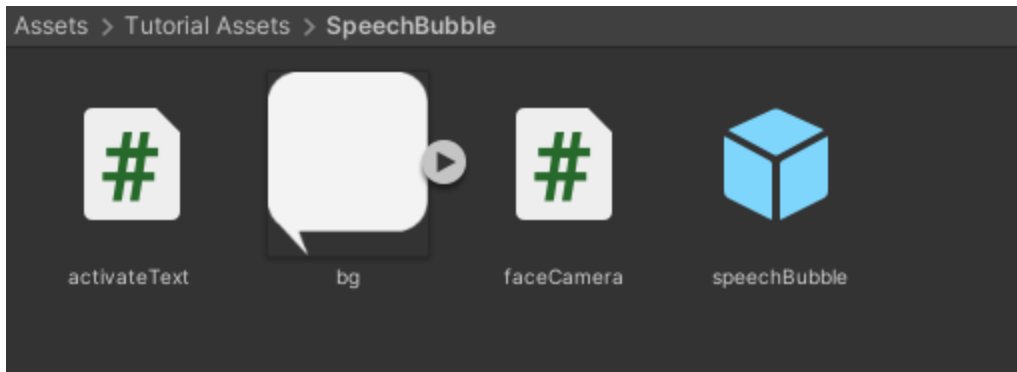 Assets > Tutorial Assets > SpeechBubble
# #
activateText bg faceCamera speechBubble